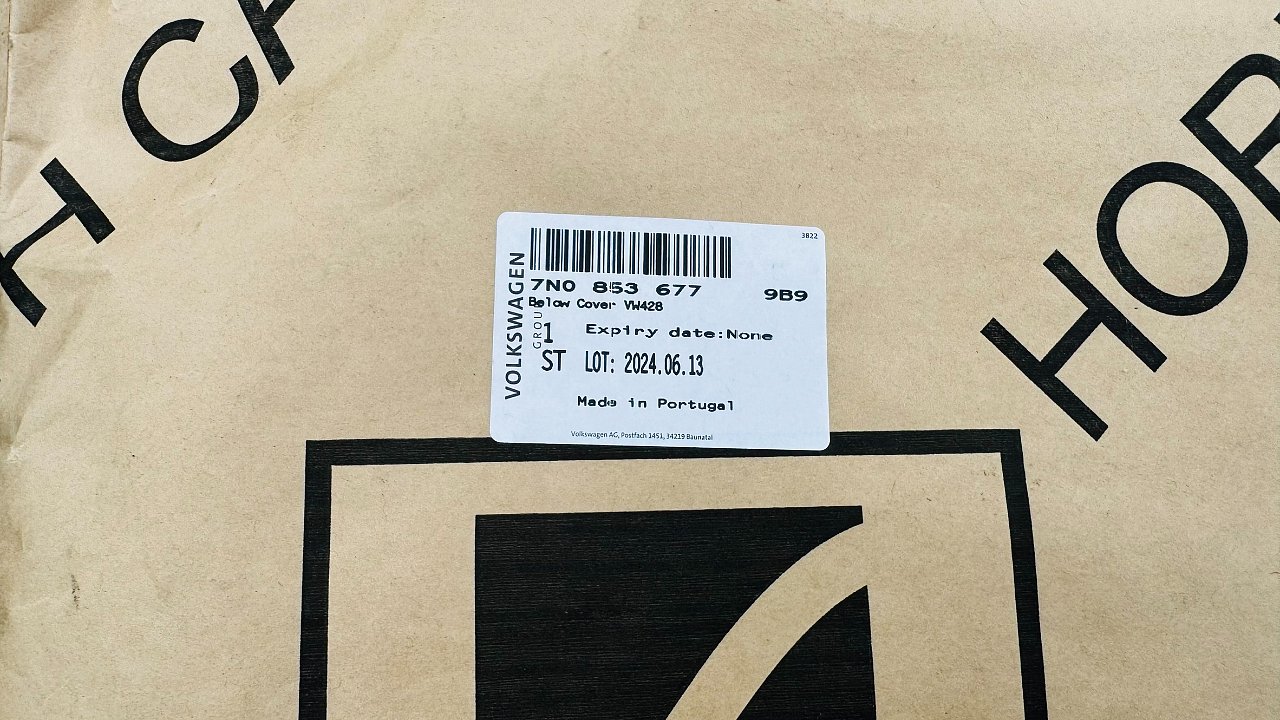 H CA
HOR
3822
7N0 853 677 9B9
Below Cover VW428
VOLKSWAGEN
GROUP
1 Expiry date:None
ST LOT: 2024.06.13
Made in Portugal
Volkswagen AG, Postfach 1451, 34219 Baunatal